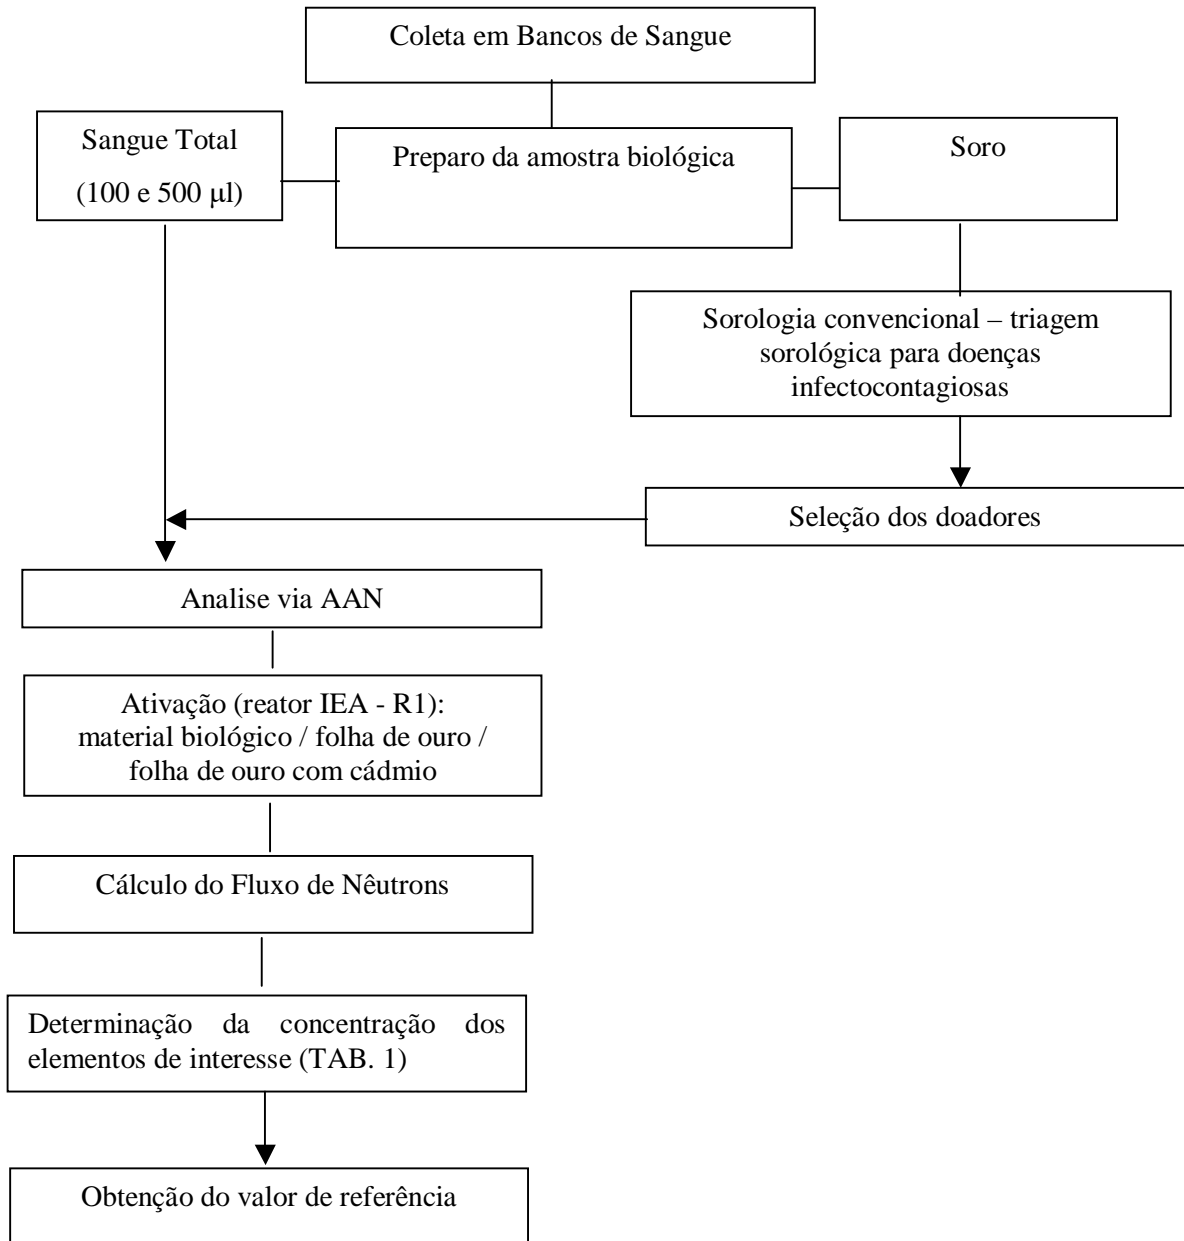 Coleta em Bancos de Sangue
Sangue Total
(100 e 500 μl)
Preparo da amostra biológica
Soro
Sorologia convencional – triagem
sorológica para doenças
infectocontagiosas
Seleção dos doadores
Analise via AAN
Ativação (reator IEA - R1):
material biológico / folha de ouro /
folha de ouro com cádmio
Cálculo do Fluxo de Nêutrons
Determinação da concentração dos
elementos de interesse (TAB. 1)
Obtenção do valor de referência